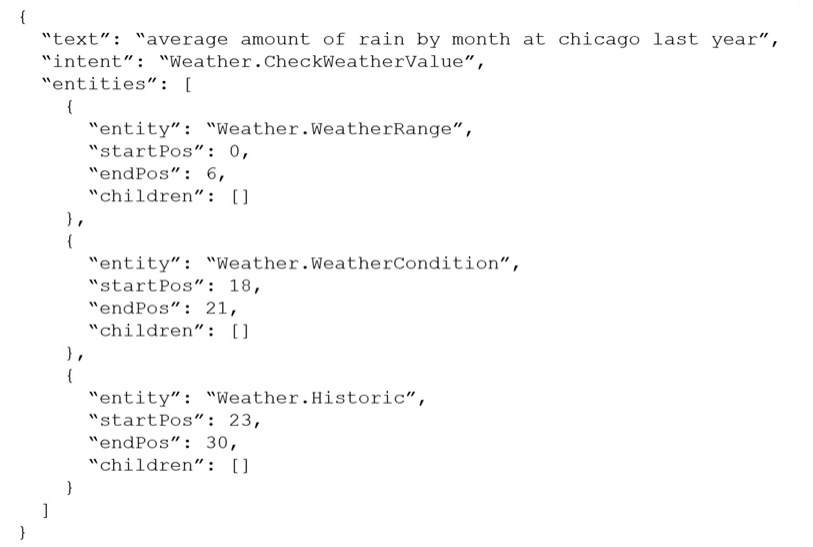 {
“text”: “average amount of rain by month at chicago last year”,
“intent”: “Weather.CheckWeatherValue”,
“entities”: [
{
“entity”: “Weather.WeatherRange”,
“startPos”: 0,
“endPos”: 6,
“children”: []
},
{
“entity”: “Weather.WeatherCondition”,
“startPos”: 18,
“endPos”: 21,
“children”: []
},
{
“entity”: “Weather.Historic”,
“startPos”: 23,
“endPos”: 30,
“children”: []
}
]
}